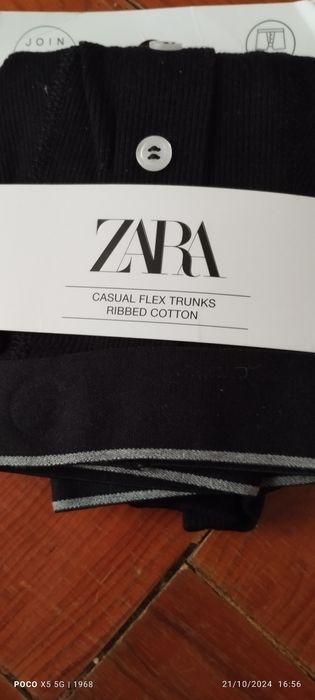 JOIN
ZARA
CASUAL FLEX TRUNKS
RIBBED COTTON
POCO X5 5G | 1968
21/10/2024 16:56